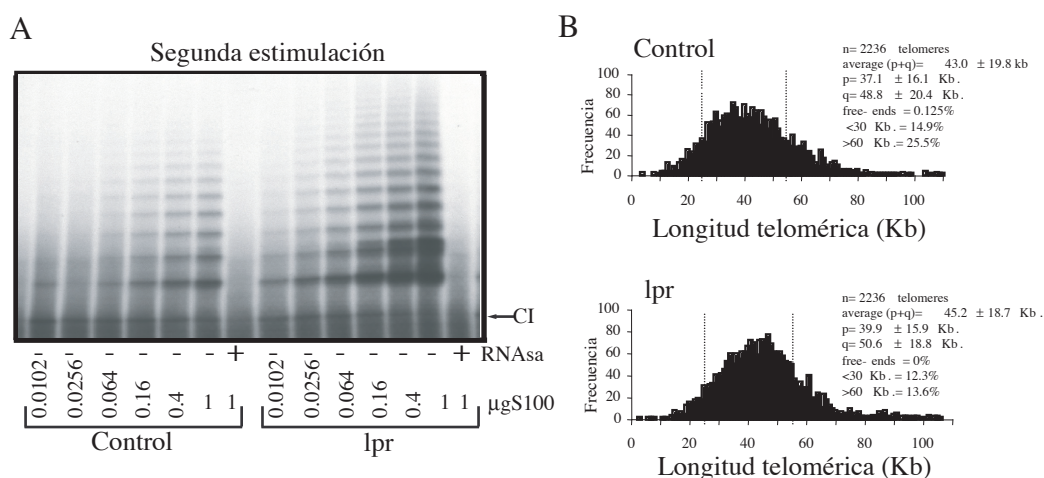 A
Segunda estimulación
CI
- - - - - - + - - - - - - + RNAsa
0.0102 0.0256 0.064 0.16 0.4 1 1 0.0102 0.0256 0.064 0.16 0.4 1 1 µgS100
Control lpr
B
Control
n= 2236 telomeres
average (p+q)= 43.0 ± 19.8 kb
p= 37.1 ± 16.1 Kb.
q= 48.8 ± 20.4 Kb.
free- ends = 0.125%
<30 Kb. = 14.9%
>60 Kb. = 25.5%
Frecuencia
100
80
60
40
20
0
0 20 40 60 80 100
Longitud telomérica (Kb)
lpr
n= 2236 telomeres
average (p+q)= 45.2 ± 18.7 Kb.
p= 39.9 ± 15.9 Kb.
q= 50.6 ± 18.8 Kb.
free- ends = 0%
<30 Kb. = 12.3%
>60 Kb. = 13.6%
Frecuencia
100
80
60
40
20
0
0 20 40 60 80 100
Longitud telomérica (Kb)